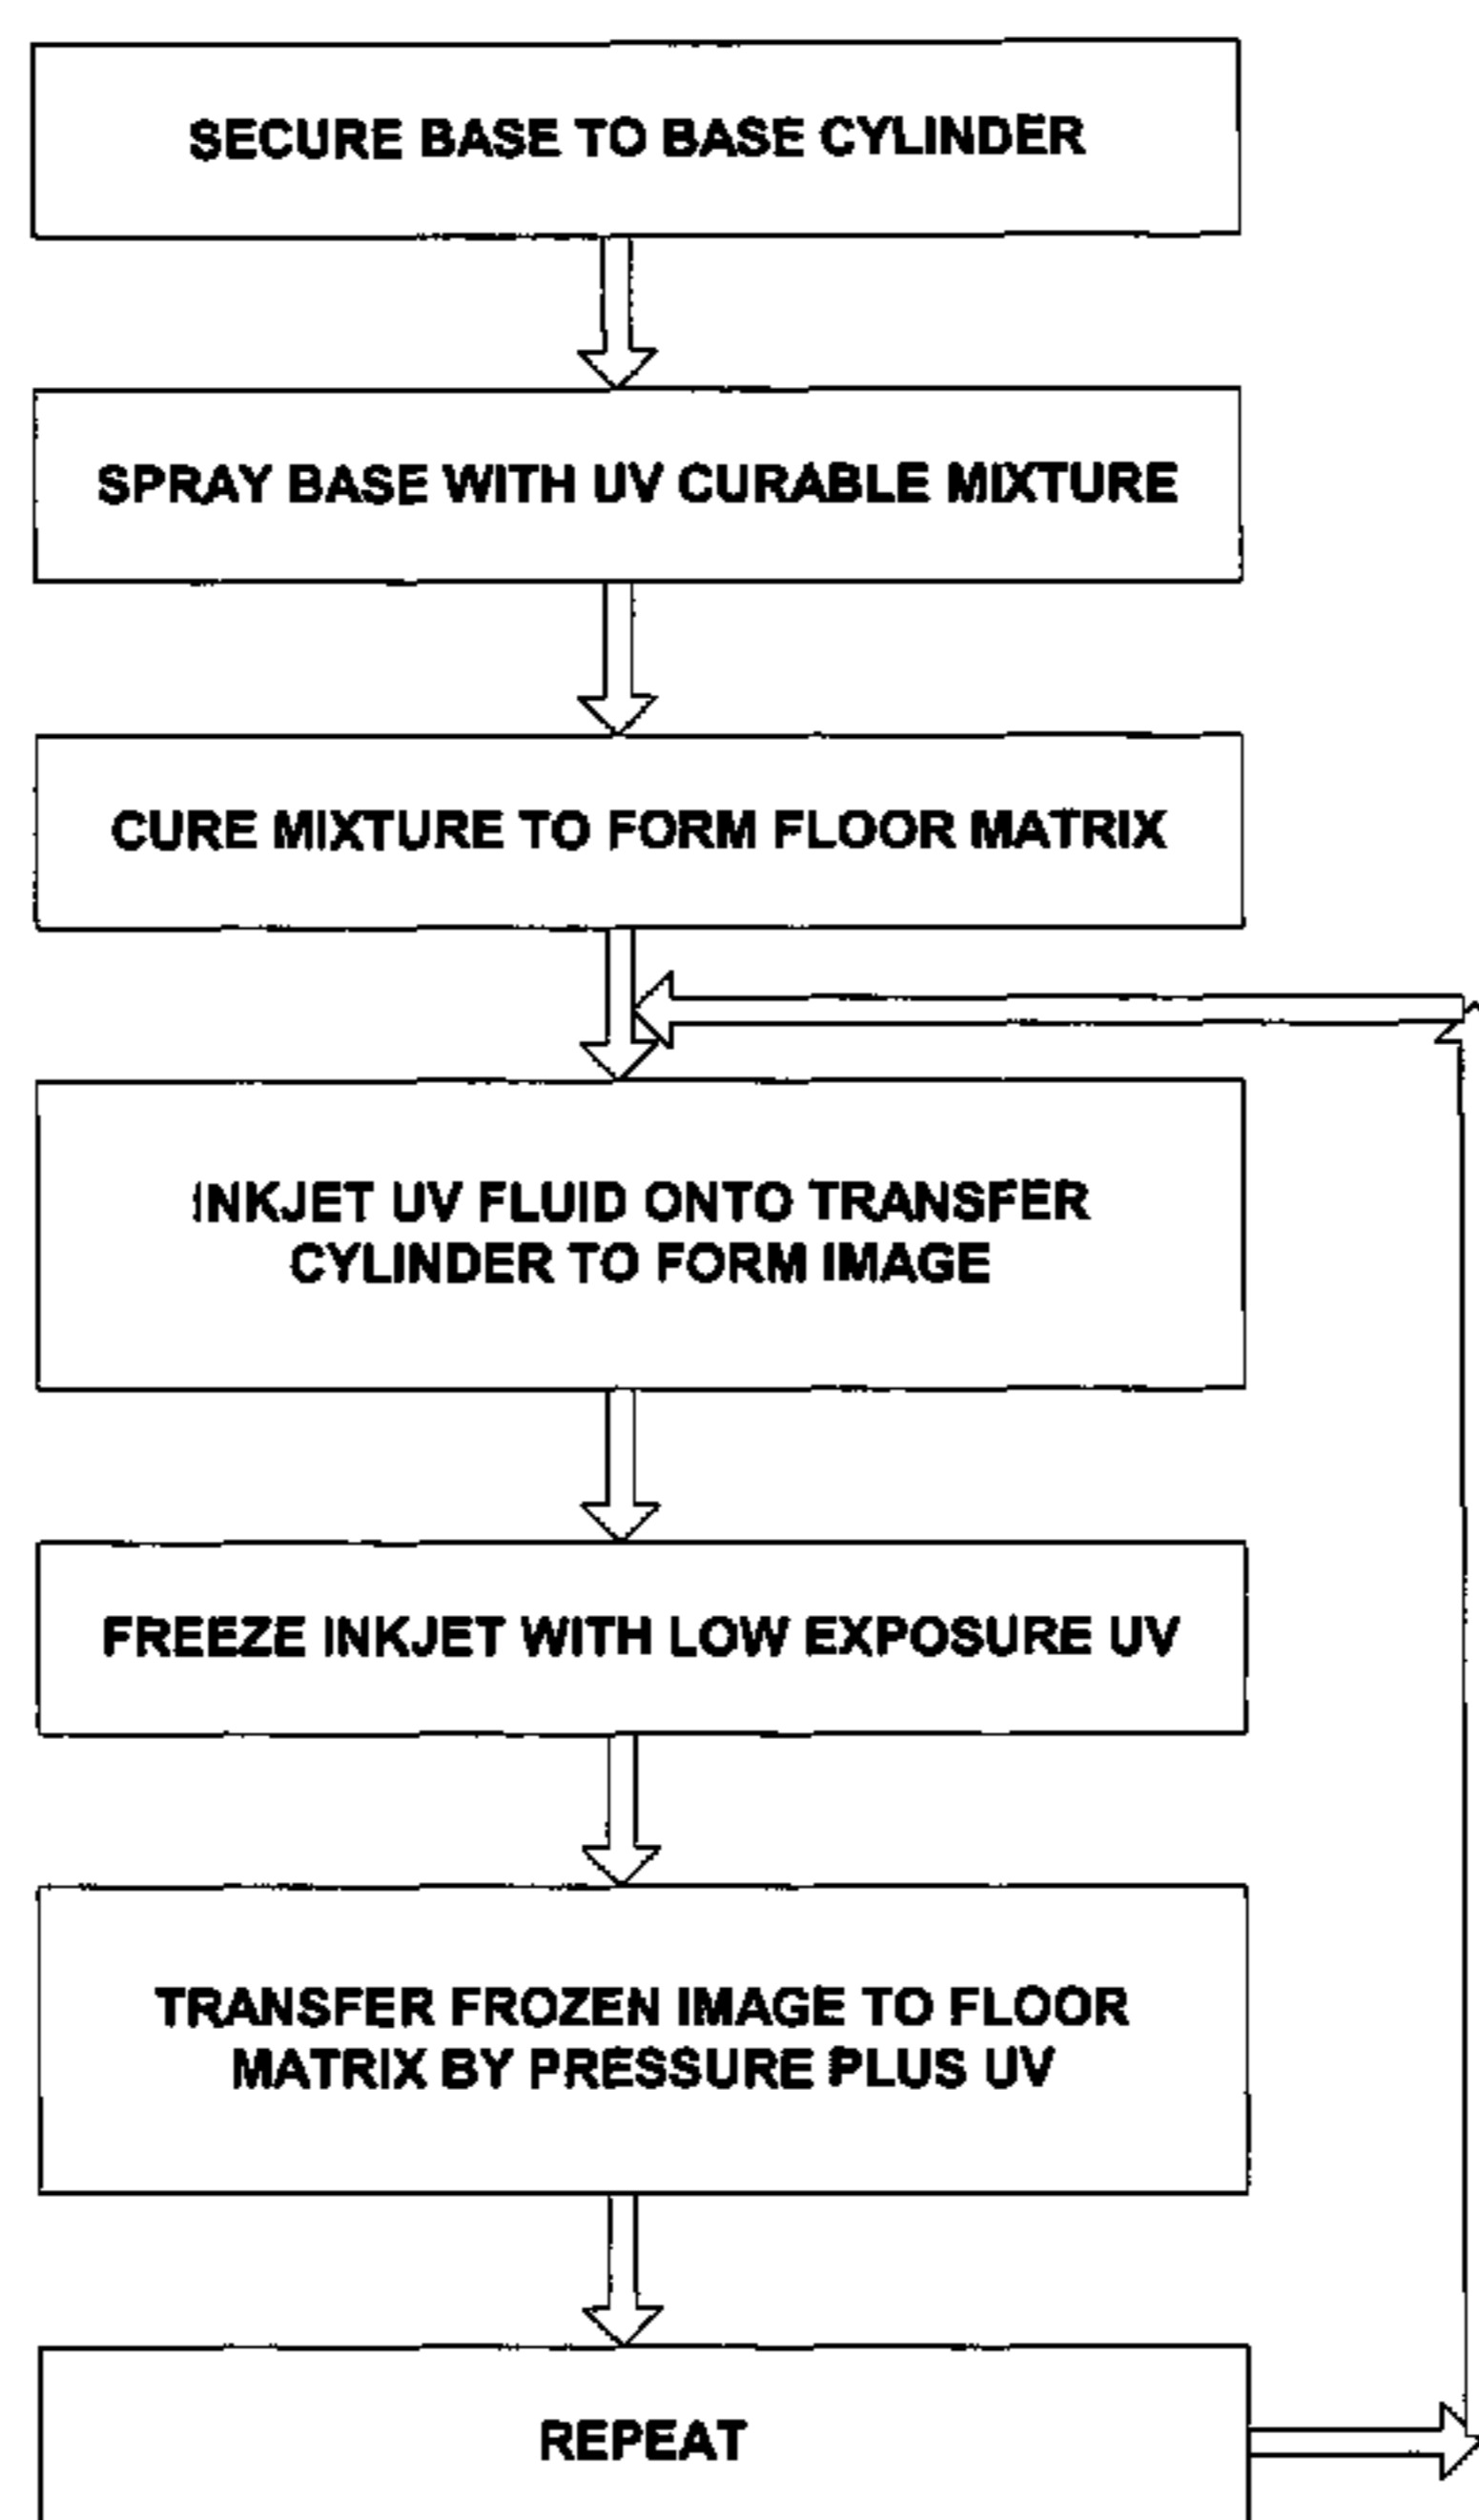 SECURE BASE TO BASE CYLINDER
SPRAY BASE WITH UV CURABLE MIXTURE
CURE MIXTURE TO FORM FLOOR MATRIX
INKJET UV FLUID ONTO TRANSFER
CYLINDER TO FORM IMAGE
FREEZE INKJET WITH LOW EXPOSURE UV
TRANSFER FROZEN IMAGE TO FLOOR
MATRIX BY PRESSURE PLUS UV
REPEAT